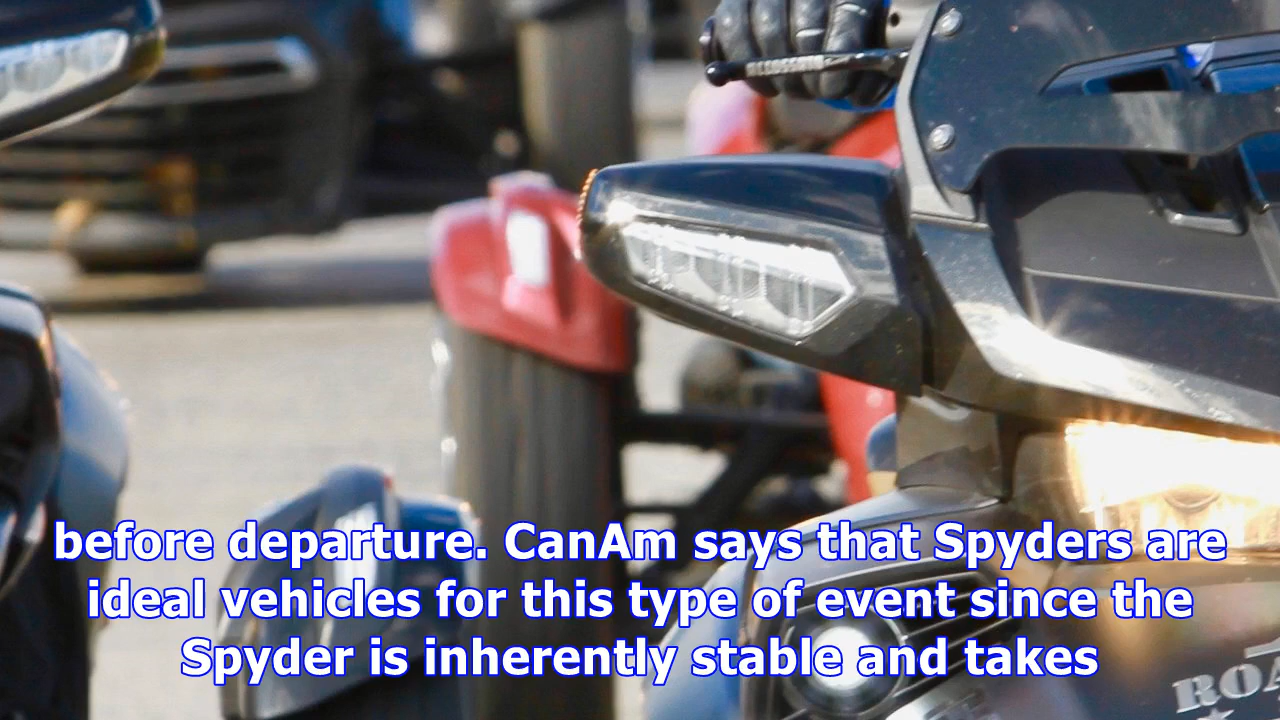 before departure. CanAm says that Spyders are
ideal vehicles for this type of event since the
Spyder is inherently stable and takes
ROA